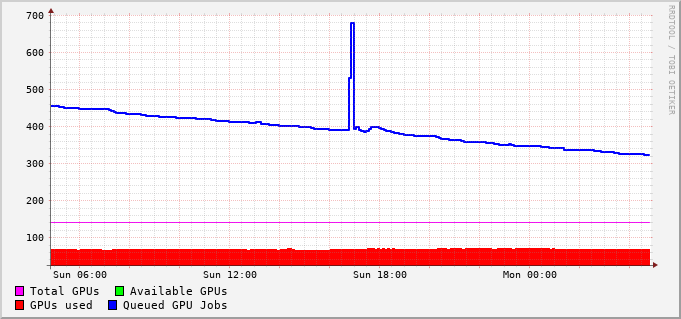 700
600
500
400
300
200
100
Sun 06:00 Sun 12:00 Sun 18:00 Mon 00:00
Total GPUs Available GPUs
GPUs used Queued GPU Jobs
RRDTOOL / TOBI OETIKER